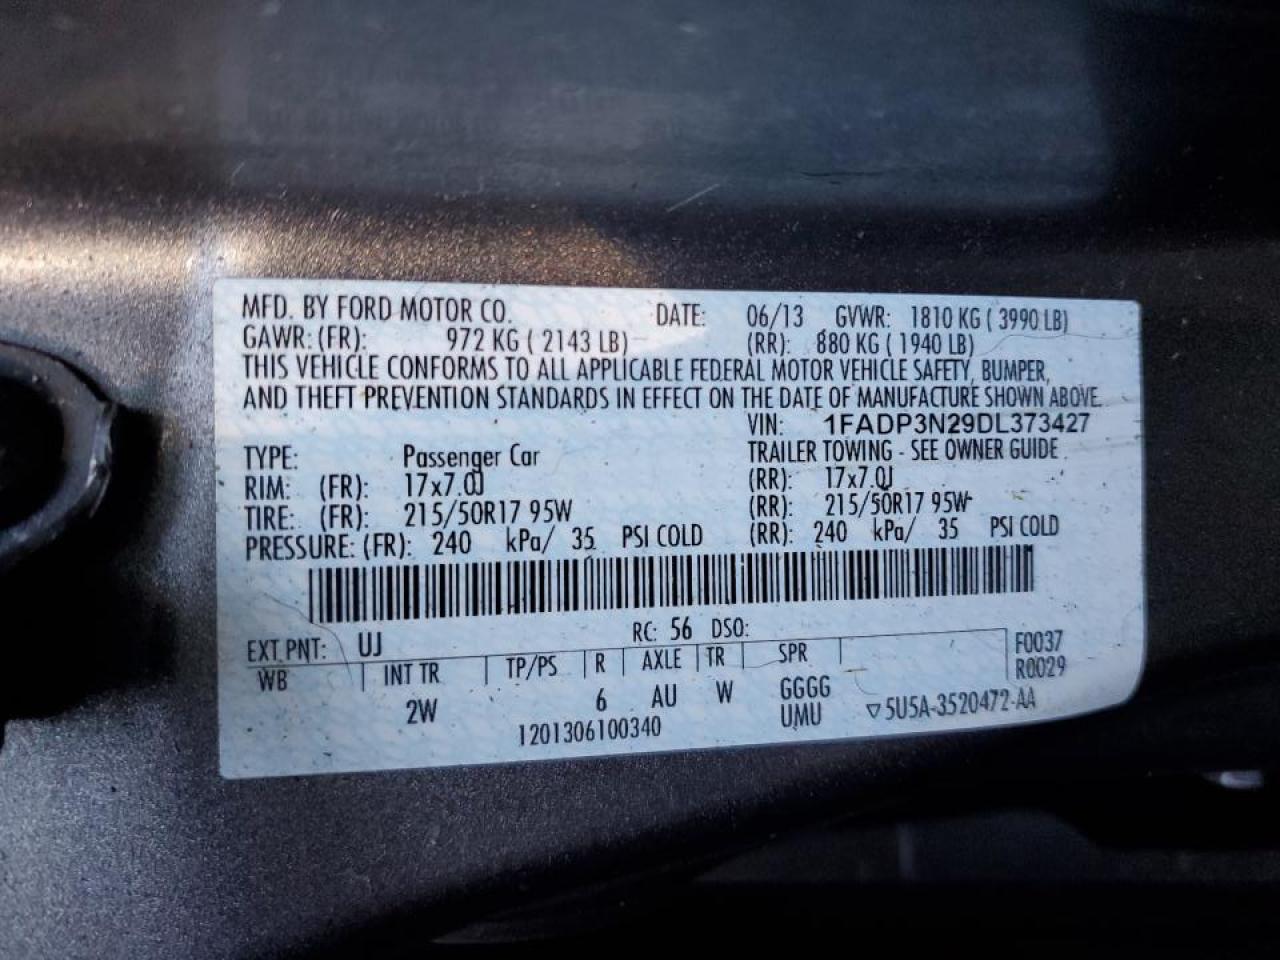 MFD. BY FORD MOTOR CO. DATE: 06/13 GVWR: 1810 KG ( 3990 LB)
GAWR: (FR): 972 KG ( 2143 LB) (RR): 880 KG ( 1940 LB)
THIS VEHICLE CONFORMS TO ALL APPLICABLE FEDERAL MOTOR VEHICLE SAFETY, BUMPER,
AND THEFT PREVENTION STANDARDS IN EFFECT ON THE DATE OF MANUFACTURE SHOWN ABOVE.
VIN: 1FADP3N29DL373427
TYPE: Passenger Car TRAILER TOWING - SEE OWNER GUIDE
RIM: (FR): 17x7.0J (RR): 17x7.0J
TIRE: (FR): 215/50R17 95W (RR): 215/50R17 95W
PRESSURE: (FR): 240 kPa/ 35 PSI COLD (RR): 240 kPa/ 35 PSI COLD
RC: 56 DSO:
EXT PNT: UJ F0037
WB INT TR TP/PS R AXLE TR SPR R0029
2W 6 AU W GGGG
1201306100340 UMU ▽5U5A-3520472-AA